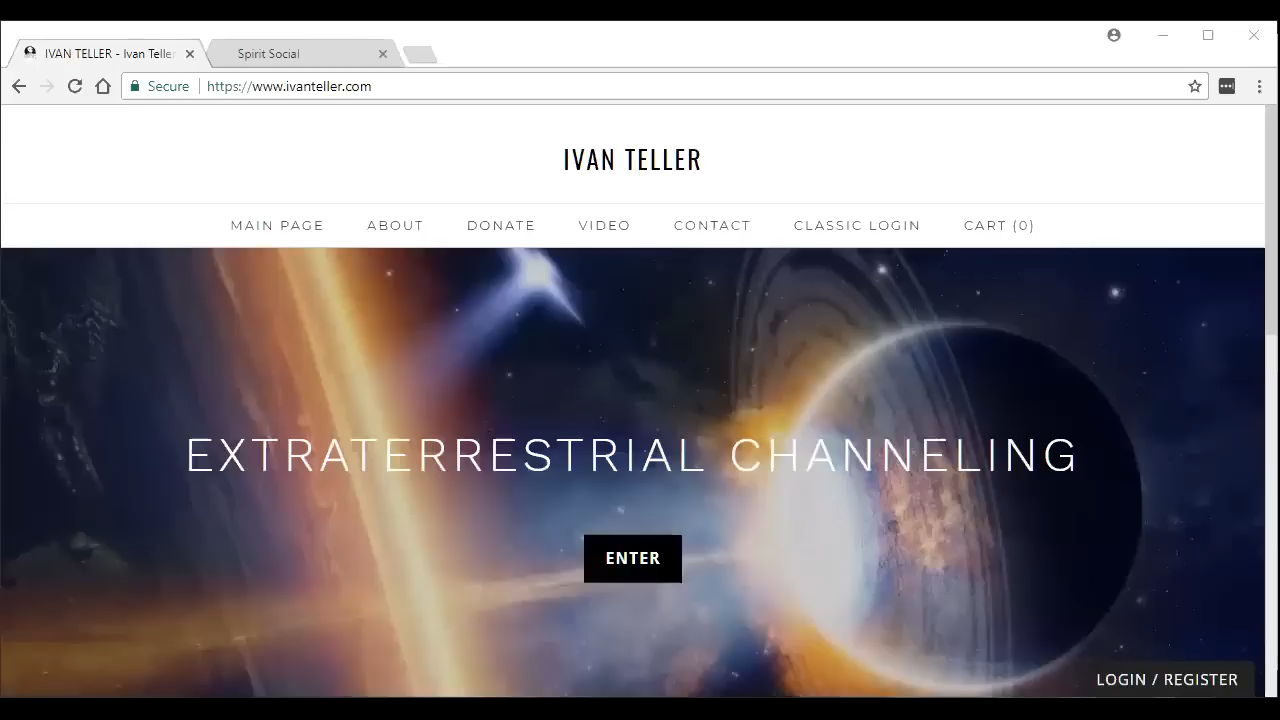 IVAN TELLER - Ivan Teller
Spirit Social
Secure https://www.ivanteller.com
IVAN TELLER
MAIN PAGE ABOUT DONATE VIDEO CONTACT CLASSIC LOGIN CART (0)
EXTRATERRESTRIAL CHANNELING
ENTER
LOGIN / REGISTER